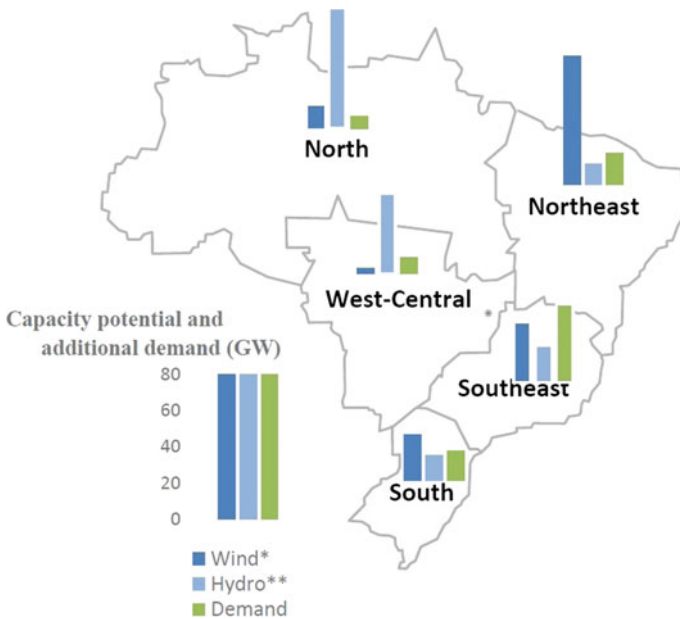 North
Northeast
West-Central
Capacity potential and
additional demand (GW)
80
60
40
20
0
Southeast
South
Wind*
Hydro**
Demand